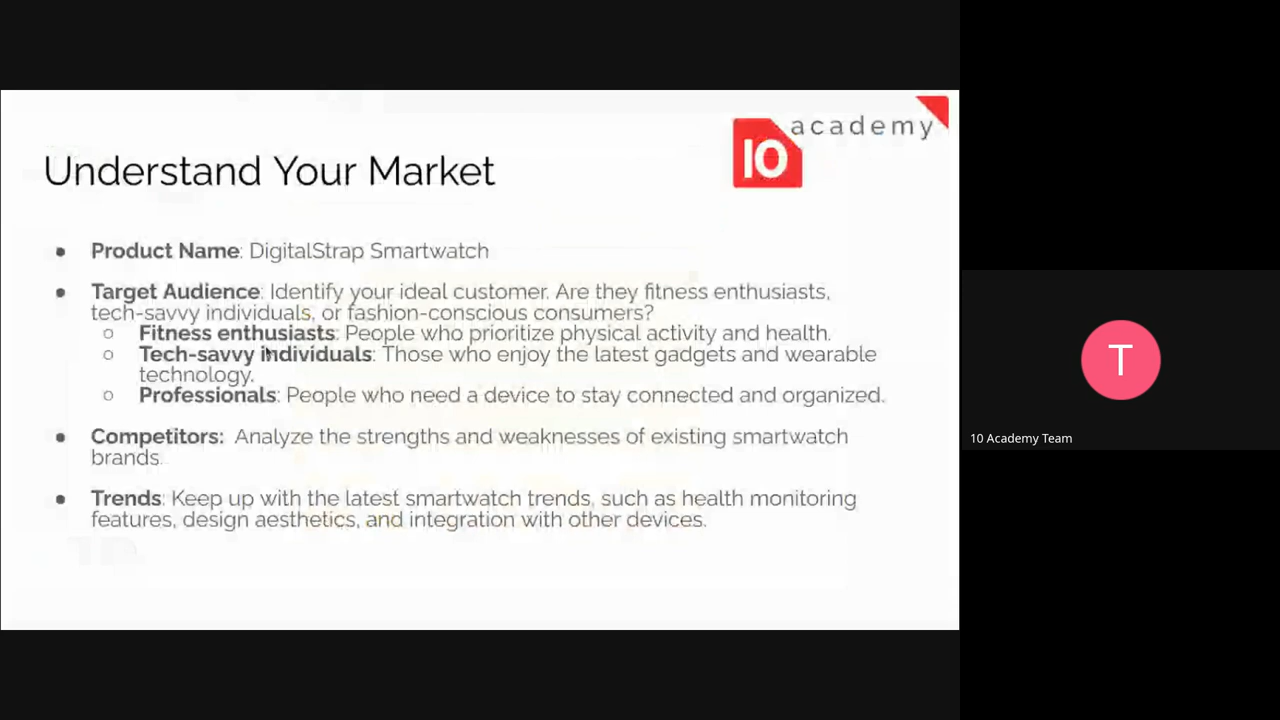 academy
10
Understand Your Market
● Product Name: DigitalStrap Smartwatch
● Target Audience: Identify your ideal customer. Are they fitness enthusiasts,
tech-savvy individuals, or fashion-conscious consumers?
○ Fitness enthusiasts: People who prioritize physical activity and health.
○ Tech-savvy individuals: Those who enjoy the latest gadgets and wearable
technology.
○ Professionals: People who need a device to stay connected and organized.
● Competitors: Analyze the strengths and weaknesses of existing smartwatch
brands.
● Trends: Keep up with the latest smartwatch trends, such as health monitoring
features, design aesthetics, and integration with other devices.
T
10 Academy Team